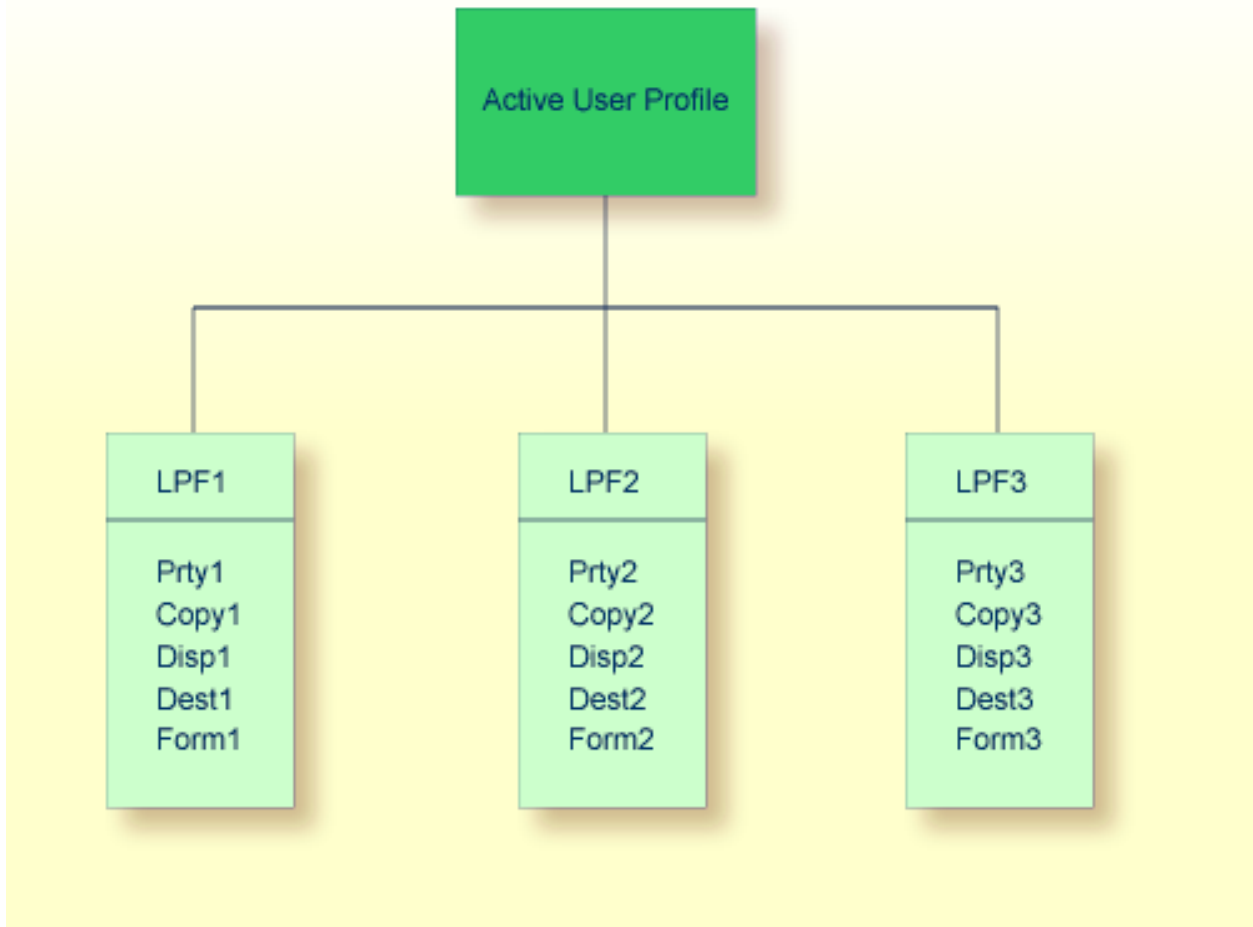 Active User Profile
LPF1
Prty1
Copy1
Disp1
Dest1
Form1
LPF2
Prty2
Copy2
Disp2
Dest2
Form2
LPF3
Prty3
Copy3
Disp3
Dest3
Form3